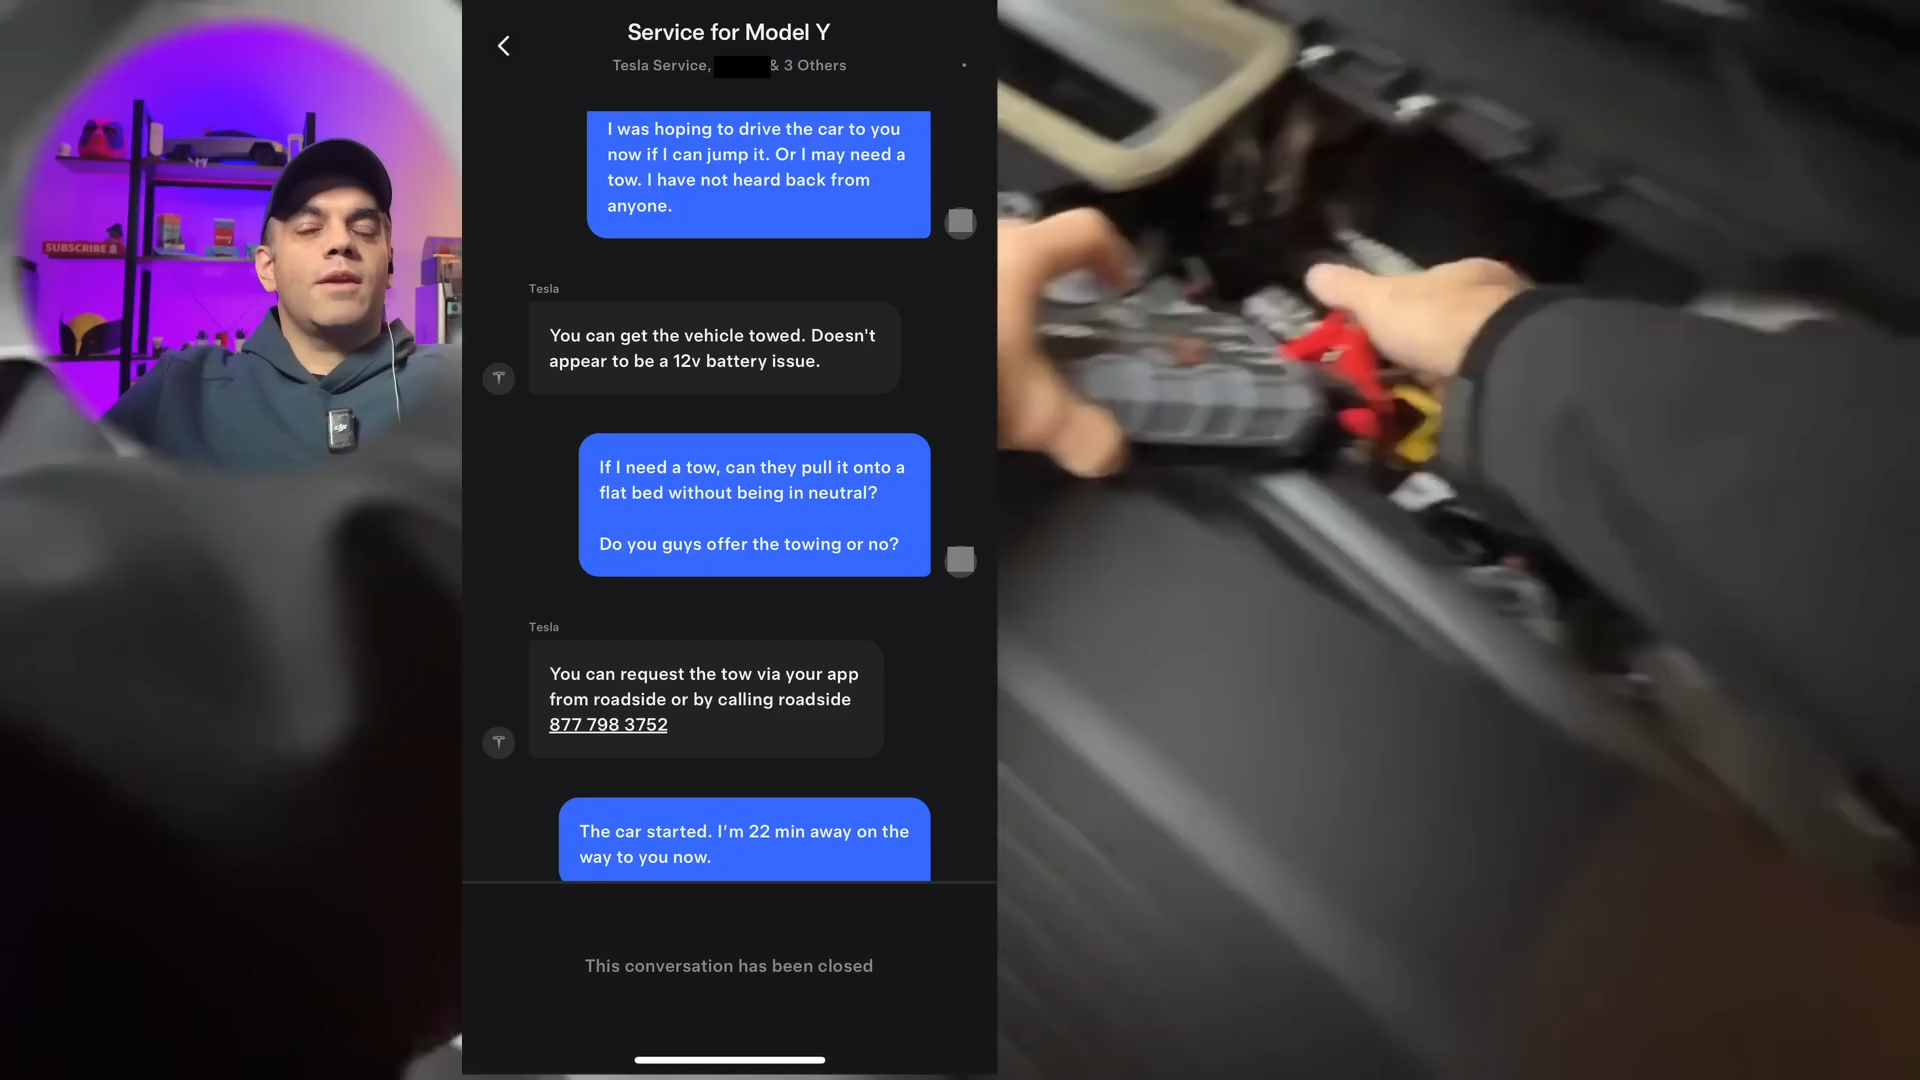 Service for Model Y
Tesla Service, & 3 Others
I was hoping to drive the car to you
now if I can jump it. Or I may need a
tow. I have not heard back from
anyone.
Tesla
You can get the vehicle towed. Doesn't
appear to be a 12v battery issue.
If I need a tow, can they pull it onto a
flat bed without being in neutral?
Do you guys offer the towing or no?
Tesla
You can request the tow via your app
from roadside or by calling roadside
877 798 3752
The car started. I’m 22 min away on the
way to you now.
This conversation has been closed
SUBSCRIBE
dji